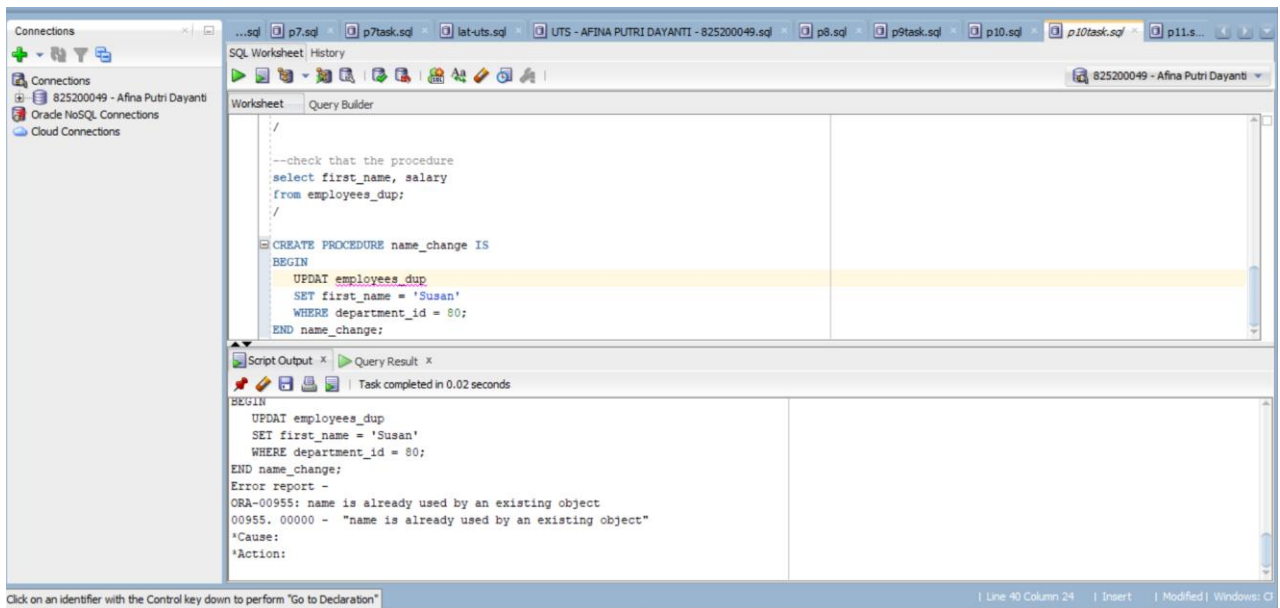 Connections
...sql p7.sql p7task.sql lat-uts.sql UTS - AFINA PUTRI DAYANTI - 825200049.sql p8.sql p9task.sql p10.sql p10task.sql p11.s...
SQL Worksheet History
825200049 - Afina Putri Dayanti
Connections
825200049 - Afina Putri Dayanti
Oracle NoSQL Connections
Cloud Connections
Worksheet Query Builder
/
--check that the procedure
select first_name, salary
from employees_dup;
/
CREATE PROCEDURE name_change IS
BEGIN
UPDAT employees_dup
SET first_name = 'Susan'
WHERE department_id = 80;
END name_change;
Script Output x Query Result x
Task completed in 0.02 seconds
BEGIN
UPDAT employees_dup
SET first_name = 'Susan'
WHERE department_id = 80;
END name_change;
Error report -
ORA-00955: name is already used by an existing object
00955. 00000 - "name is already used by an existing object"
*Cause:
*Action:
Click on an identifier with the Control key down to perform "Go to Declaration"
| Line 40 Column 24 | Insert | Modified | Windows: